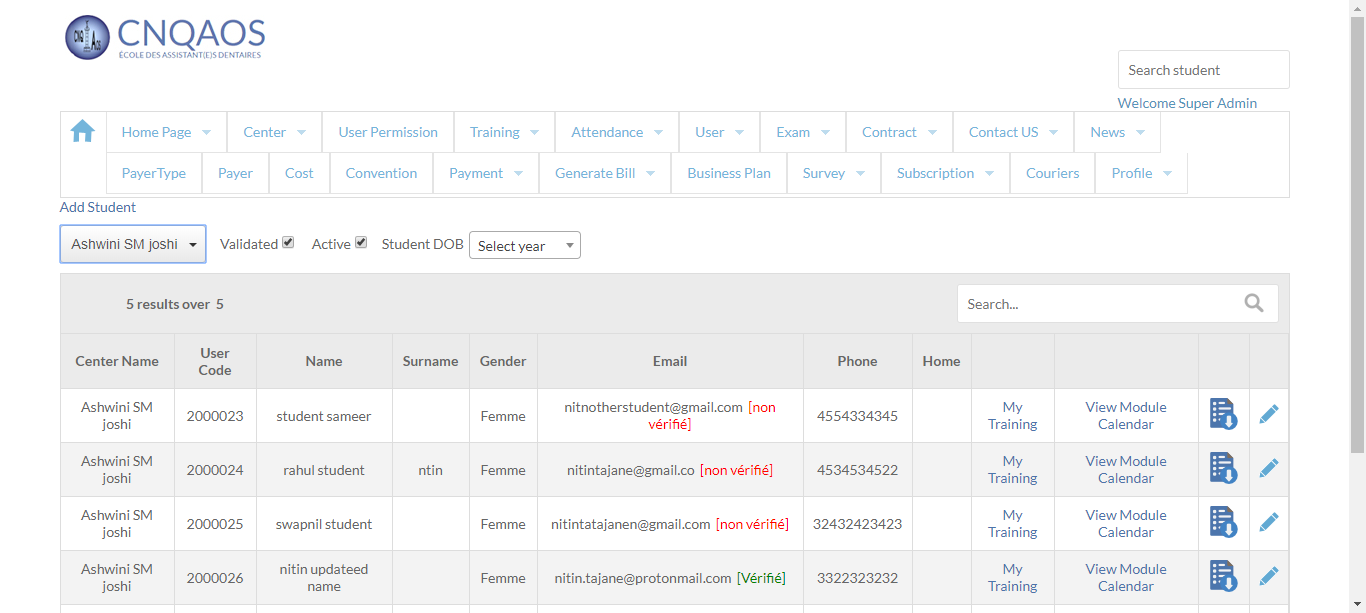 CNQAOS
ÉCOLE DES ASSISTANT(E)S DENTAIRES
Search student
Welcome Super Admin
Home Page Center User Permission Training Attendance User Exam Contract Contact US News
PayerType Payer Cost Convention Payment Generate Bill Business Plan Survey Subscription Couriers Profile
Add Student
Ashwini SM joshi Validated Active Student DOB Select year
5 results over 5 Search...
Center Name User Code Name Surname Gender Email Phone Home
Ashwini SM joshi 2000023 student sameer Femme nitnotherstudent@gmail.com [non vérifié] 4554334345 My Training View Module Calendar
Ashwini SM joshi 2000024 rahul student ntin Femme nitintajane@gmail.co [non vérifié] 4534534522 My Training View Module Calendar
Ashwini SM joshi 2000025 swapnil student Femme nitintatajanen@gmail.com [non vérifié] 32432423423 My Training View Module Calendar
Ashwini SM joshi 2000026 nitin updateed name Femme nitin.tajane@protonmail.com [Vérifié] 3322323232 My Training View Module Calendar